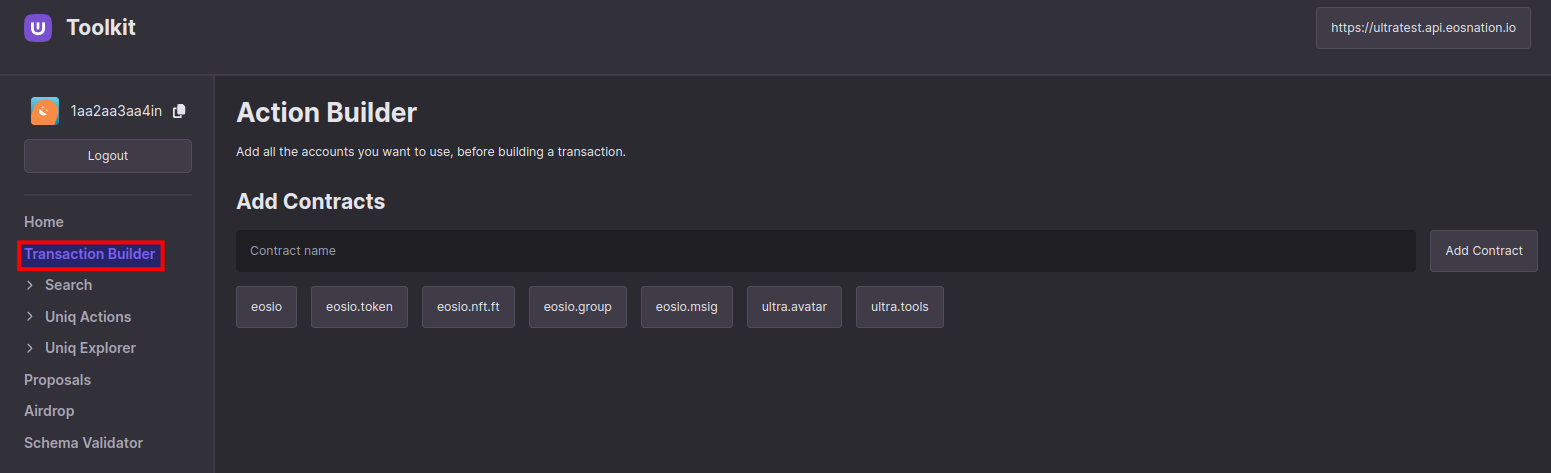 Toolkit
https://ultratest.api.eosnation.io
1aa2aa3aa4in
Logout
Home
Transaction Builder
Search
Uniq Actions
Uniq Explorer
Proposals
Airdrop
Schema Validator
Action Builder
Add all the accounts you want to use, before building a transaction.
Add Contracts
Contract name
Add Contract
eosio
eosio.token
eosio.nft.ft
eosio.group
eosio.msig
ultra.avatar
ultra.tools